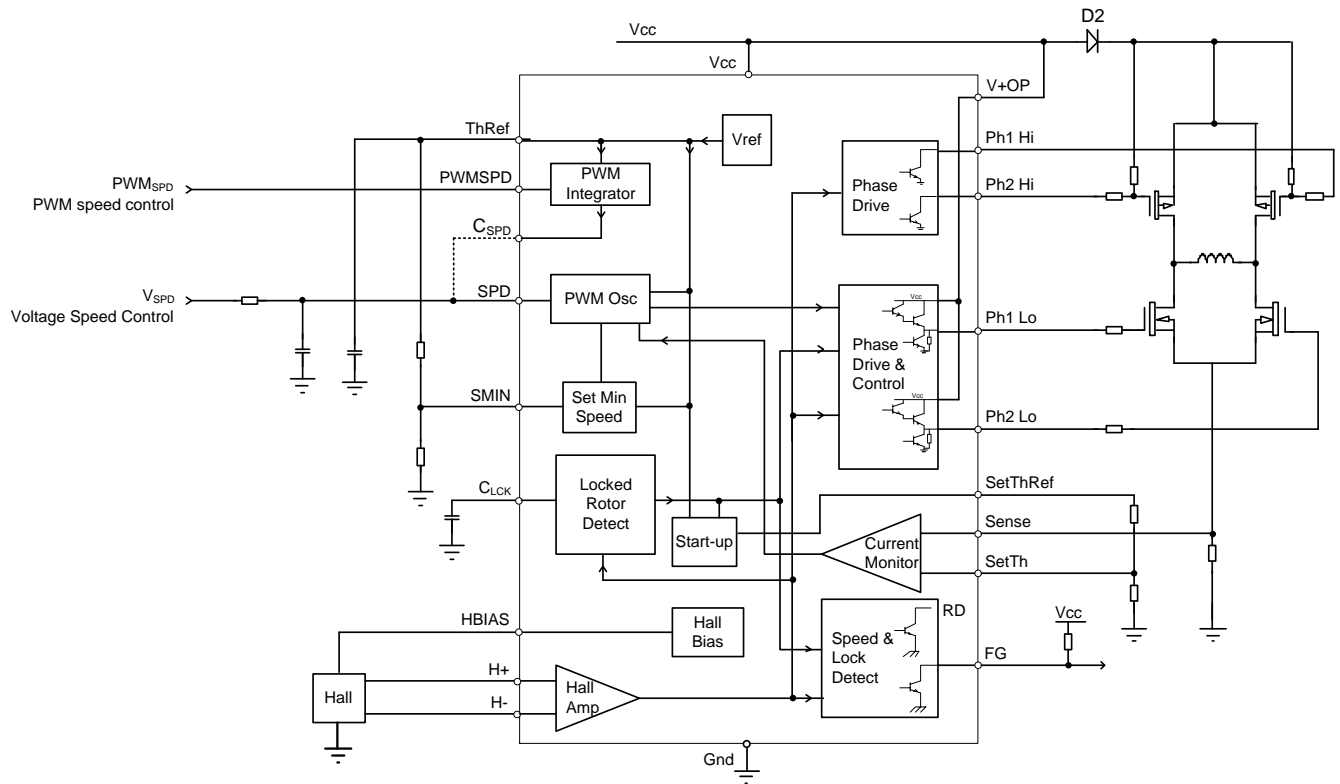 D2
Vcc
Vcc
V+OP
ThRef
Vref
Ph1 Hi
PWMSPD
PWM speed control
PWMSPD
PWM
Integrator
Phase
Drive
Ph2 Hi
CSPD
VSPD
Voltage Speed Control
SPD
PWM Osc
Vcc
Ph1 Lo
Phase
Drive &
Control
SMIN
Set Min
Speed
Vcc
Ph2 Lo
CLCK
Locked
Rotor
Detect
SetThRef
Start-up
Current
Monitor
Sense
SetTh
HBIAS
Hall
Bias
RD
Vcc
Speed &
Lock
Detect
FG
Hall
H+
H-
Hall
Amp
Gnd